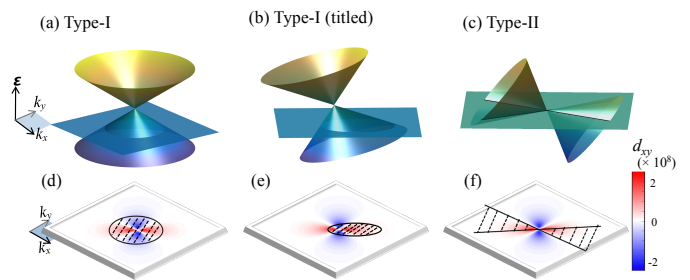 (a) Type-I
(b) Type-I (titled)
(c) Type-II
ε
k_y
k_x
d_xy
(× 10^8)
(d)
(e)
(f)
2
0
-2
k_y
k_x